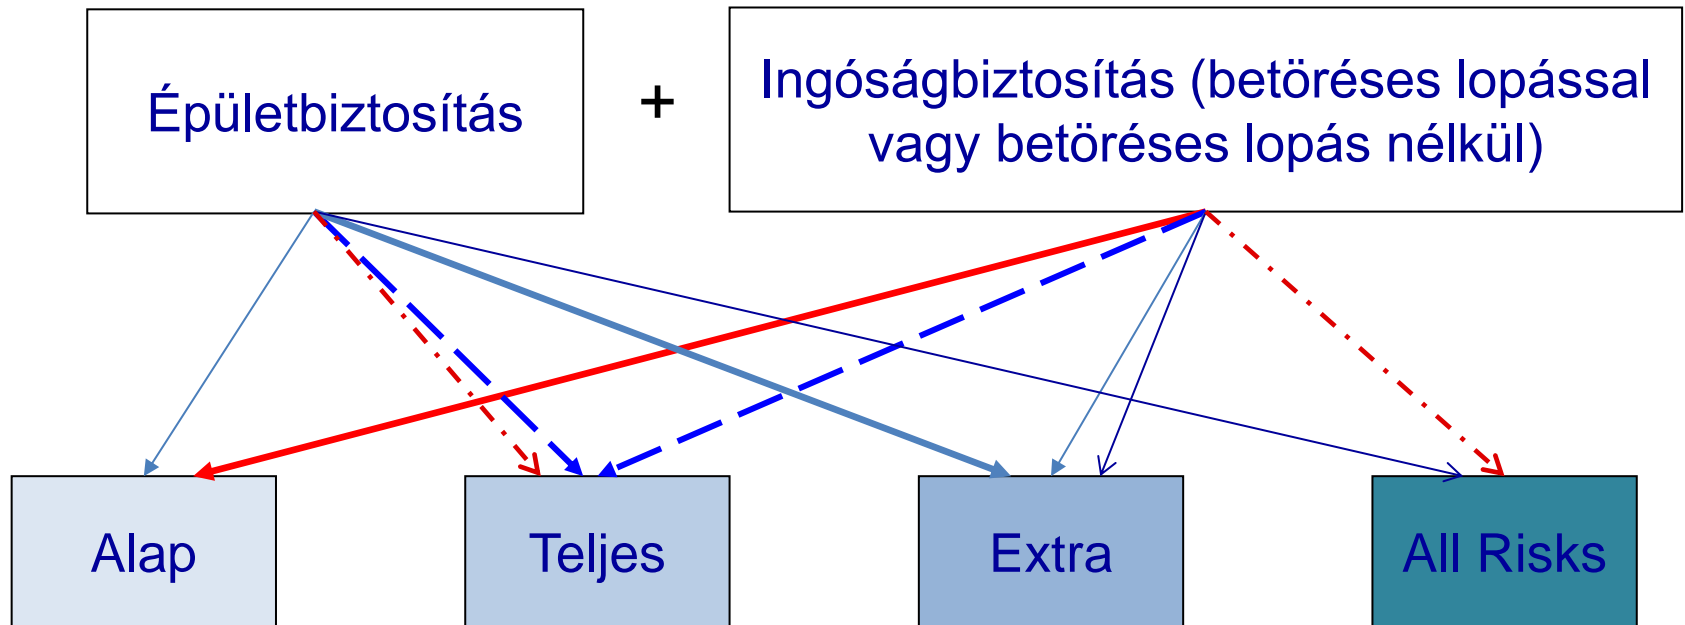 Épületbiztosítás
+
Ingóságbiztosítás (betöréses lopással
vagy betöréses lopás nélkül)
Alap
Teljes
Extra
All Risks